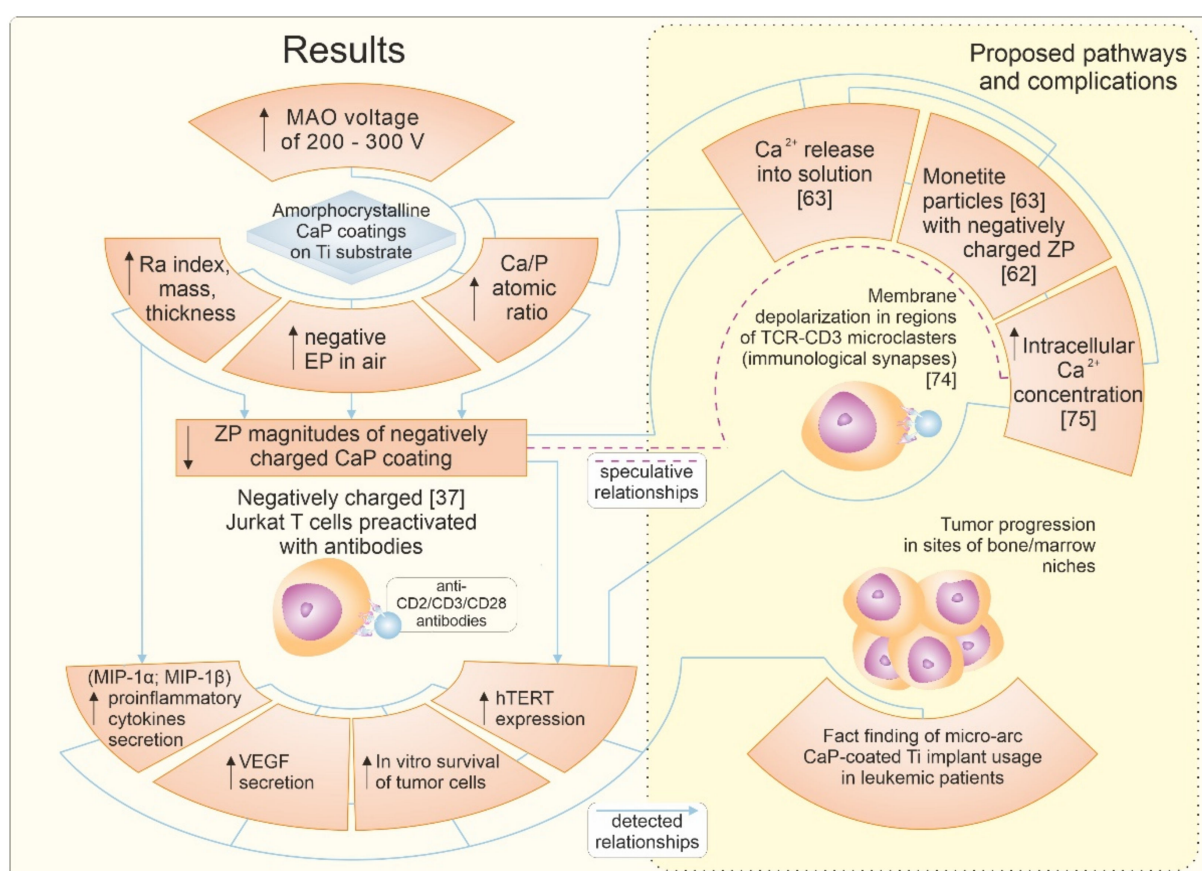 Results
Proposed pathways
and complications
↑ MAO voltage
of 200 - 300 V
Amorphocrystalline
CaP coatings
on Ti substrate
↑ Ra index,
mass,
thickness
↑ negative
EP in air
↑ Ca/P
atomic
ratio
↓ ZP magnitudes of negatively
charged CaP coating
Negatively charged [37]
Jurkat T cells preactivated
with antibodies
anti-
CD2/CD3/CD28
antibodies
(MIP-1α; MIP-1β)
↑ proinflammatory
cytokines
secretion
↑ VEGF
secretion
↑ In vitro survival
of tumor cells
↑ hTERT
expression
speculative
relationships
detected
relationships
Ca²⁺ release
into solution
[63]
Monetite
particles [63]
with negatively
charged ZP
[62]
↑ Intracellular
Ca²⁺
concentration
[75]
Membrane
depolarization in regions
of TCR-CD3 microclasters
(immunological synapses)
[74]
Tumor progression
in sites of bone/marrow
niches
Fact finding of micro-arc
CaP-coated Ti implant usage
in leukemic patients